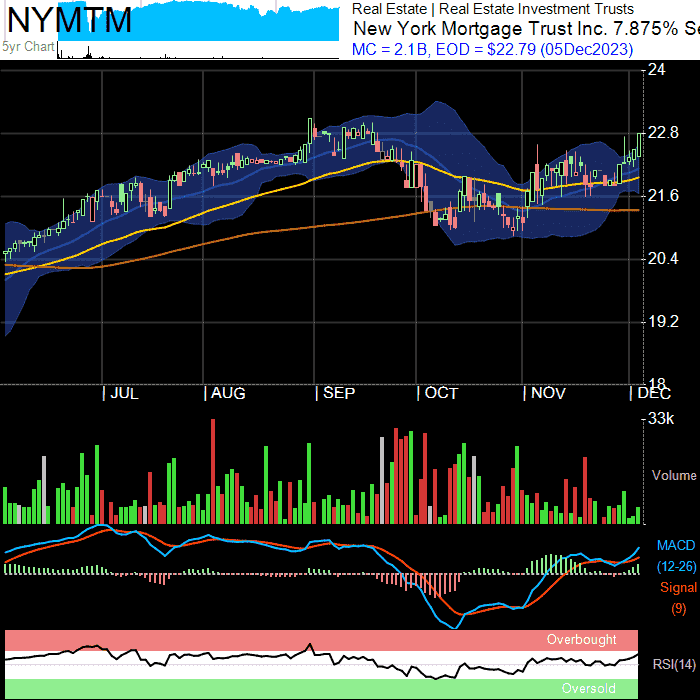 NYMTM
Real Estate | Real Estate Investment Trusts
New York Mortgage Trust Inc. 7.875% Se
5yr Chart
MC = 2.1B, EOD = $22.79 (05Dec2023)
24
22.8
21.6
20.4
19.2
18
| JUL | AUG | SEP | OCT | NOV | DEC
33k
Volume
MACD
(12-26)
Signal
(9)
Overbought
RSI(14)
Oversold